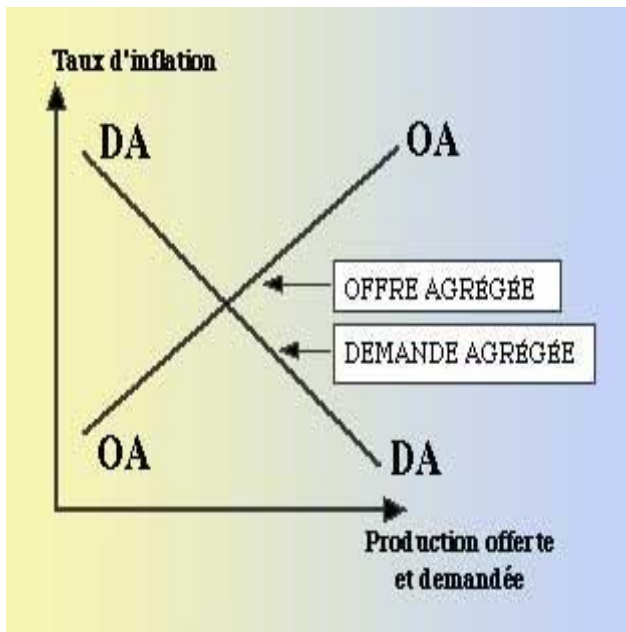 Taux d'inflation
DA
OA
OFFRE AGRÉGÉE
DEMANDE AGRÉGÉE
OA
DA
Production offerte
et demandée